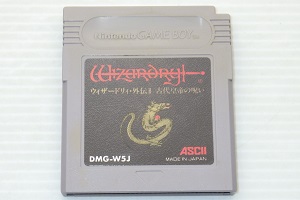 Nintendo GAME BOY
Wizardry
ウィザードリィ・外伝II 古代皇帝の呪い
ASCII
DMG-W5J
MADE IN JAPAN